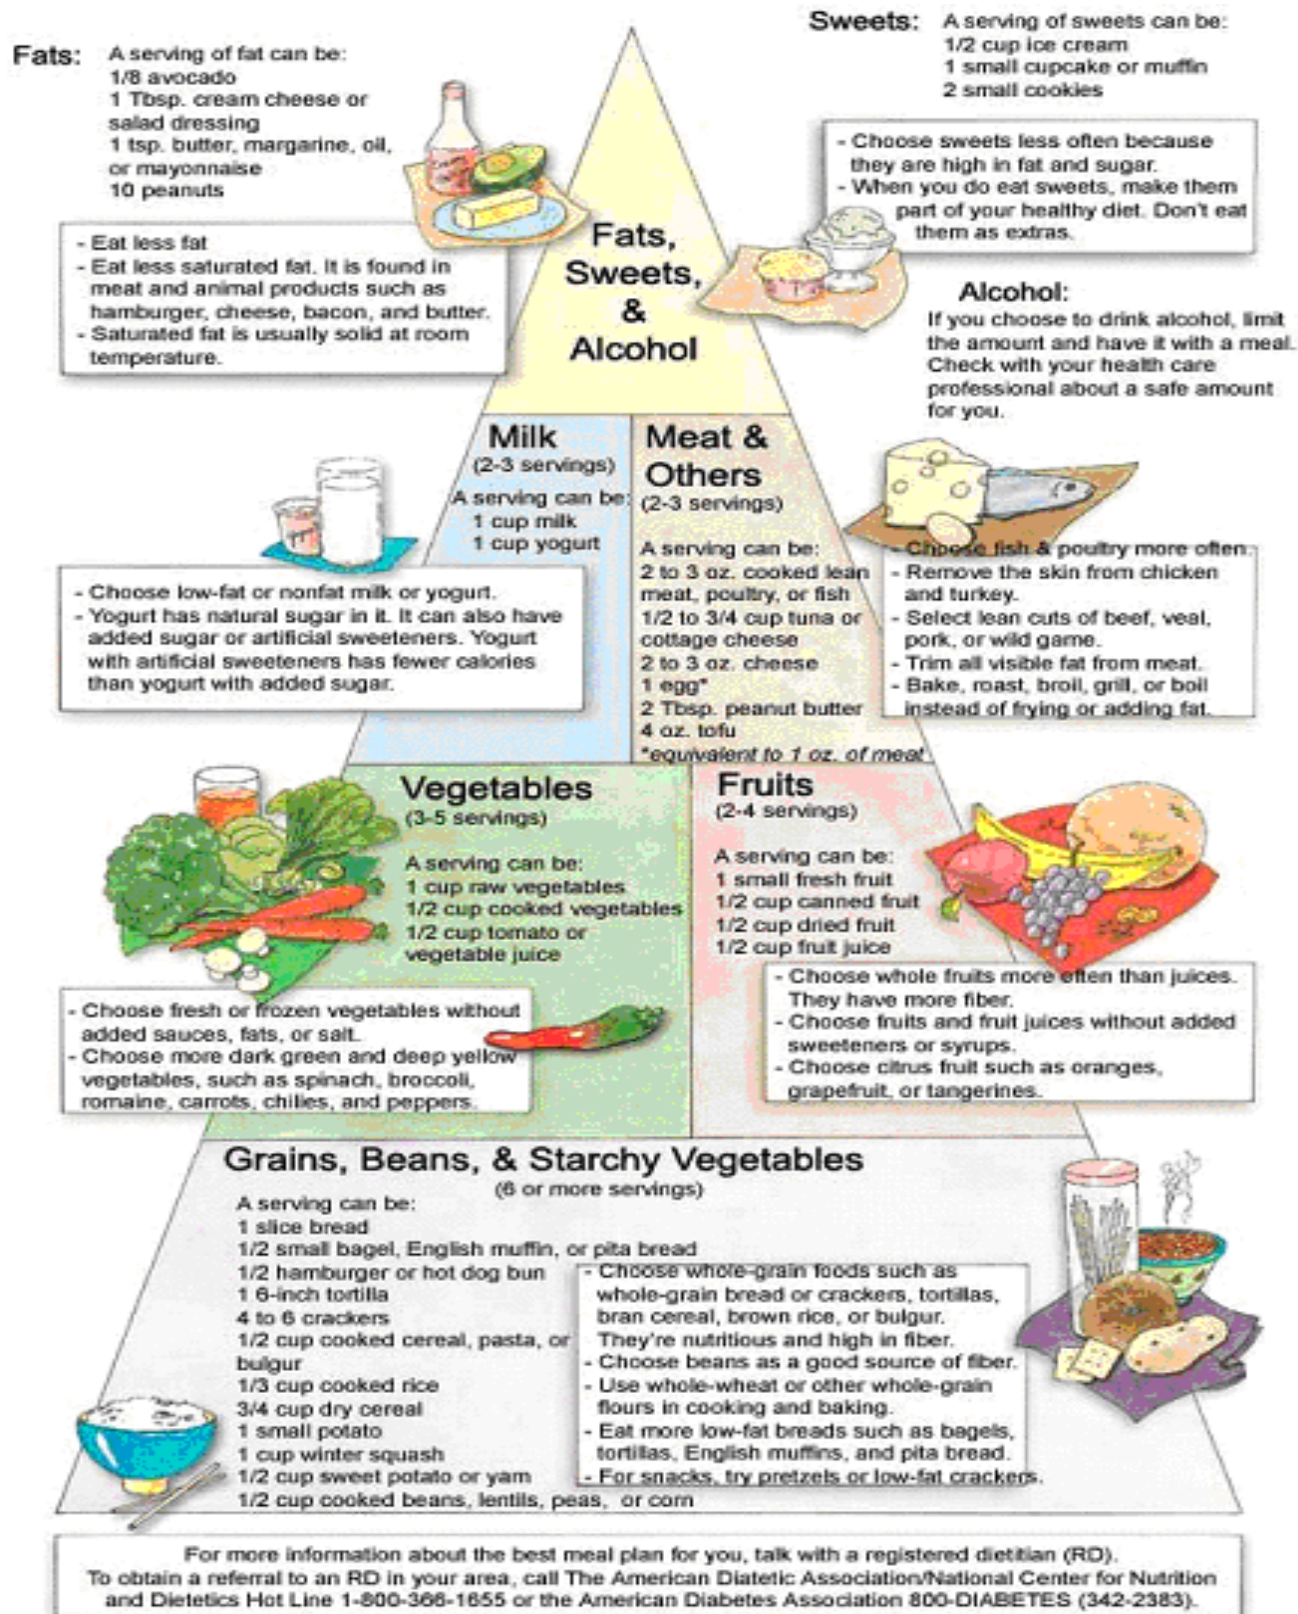 Fats:
A serving of fat can be:
1/8 avocado
1 Tbsp. cream cheese or
salad dressing
1 tsp. butter, margarine, oil,
or mayonnaise
10 peanuts
- Eat less fat
- Eat less saturated fat. It is found in
meat and animal products such as
hamburger, cheese, bacon, and butter.
- Saturated fat is usually solid at room
temperature.
Sweets:
A serving of sweets can be:
1/2 cup ice cream
1 small cupcake or muffin
2 small cookies
- Choose sweets less often because
they are high in fat and sugar.
- When you do eat sweets, make them
part of your healthy diet. Don't eat
them as extras.
Fats,
Sweets,
&
Alcohol
Alcohol:
If you choose to drink alcohol, limit
the amount and have it with a meal.
Check with your health care
professional about a safe amount
for you.
Milk
(2-3 servings)
A serving can be:
1 cup milk
1 cup yogurt
- Choose low-fat or nonfat milk or yogurt.
- Yogurt has natural sugar in it. It can also have
added sugar or artificial sweeteners. Yogurt
with artificial sweeteners has fewer calories
than yogurt with added sugar.
Meat &
Others
(2-3 servings)
A serving can be:
2 to 3 oz. cooked lean
meat, poultry, or fish
1/2 to 3/4 cup tuna or
cottage cheese
2 to 3 oz. cheese
1 egg*
2 Tbsp. peanut butter
4 oz. tofu
*equivalent to 1 oz. of meat
- Choose fish & poultry more often.
- Remove the skin from chicken
and turkey.
- Select lean cuts of beef, veal,
pork, or wild game.
- Trim all visible fat from meat.
- Bake, roast, broil, grill, or boil
instead of frying or adding fat.
Vegetables
(3-5 servings)
A serving can be:
1 cup raw vegetables
1/2 cup cooked vegetables
1/2 cup tomato or
vegetable juice
- Choose fresh or frozen vegetables without
added sauces, fats, or salt.
- Choose more dark green and deep yellow
vegetables, such as spinach, broccoli,
romaine, carrots, chilies, and peppers.
Fruits
(2-4 servings)
A serving can be:
1 small fresh fruit
1/2 cup canned fruit
1/2 cup dried fruit
1/2 cup fruit juice
- Choose whole fruits more often than juices.
They have more fiber.
- Choose fruits and fruit juices without added
sweeteners or syrups.
- Choose citrus fruit such as oranges,
grapefruit, or tangerines.
Grains, Beans, & Starchy Vegetables
(6 or more servings)
A serving can be:
1 slice bread
1/2 small bagel, English muffin, or pita bread
1/2 hamburger or hot dog bun
1 6-inch tortilla
4 to 6 crackers
1/2 cup cooked cereal, pasta, or
bulgur
1/3 cup cooked rice
3/4 cup dry cereal
1 small potato
1 cup winter squash
1/2 cup sweet potato or yam
1/2 cup cooked beans, lentils, peas, or corn
- Choose whole-grain foods such as
whole-grain bread or crackers, tortillas,
bran cereal, brown rice, or bulgur.
They're nutritious and high in fiber.
- Choose beans as a good source of fiber.
- Use whole-wheat or other whole-grain
flours in cooking and baking.
- Eat more low-fat breads such as bagels,
tortillas, English muffins, and pita bread.
- For snacks, try pretzels or low-fat crackers.
For more information about the best meal plan for you, talk with a registered dietitian (RD).
To obtain a referral to an RD in your area, call The American Diatetic Association/National Center for Nutrition
and Dietetics Hot Line 1-800-366-1655 or the American Diabetes Association 800-DIABETES (342-2383).